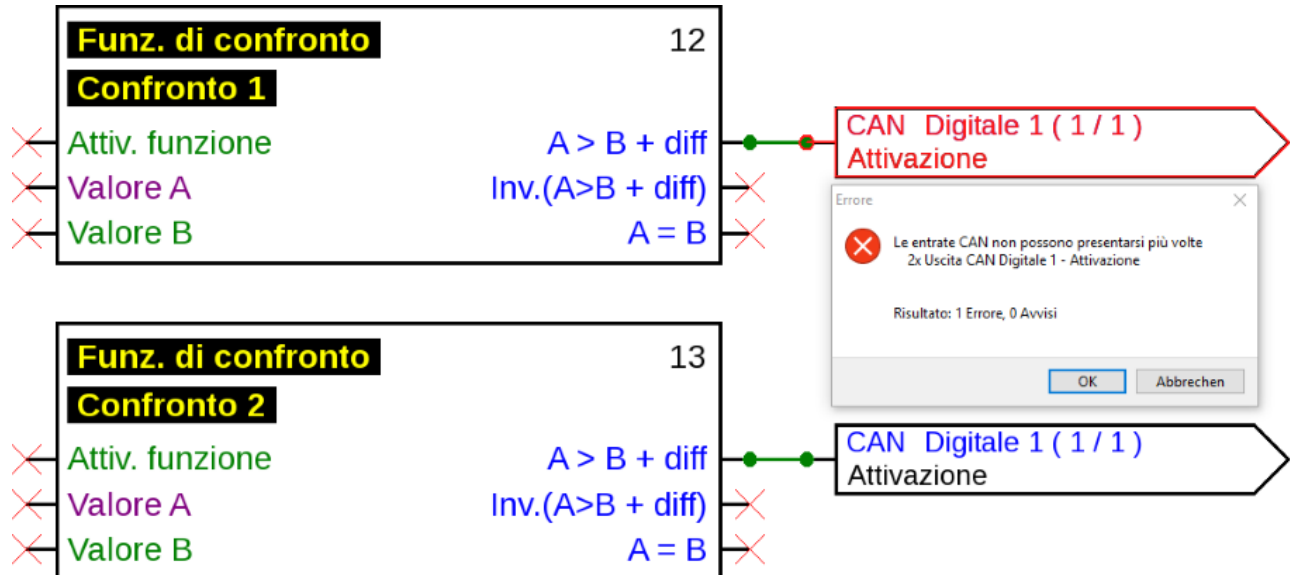 Funz. di confronto 12
Confronto 1
Attiv. funzione A > B + diff
Valore A Inv.(A>B + diff)
Valore B A = B
CAN Digitale 1 ( 1 / 1 )
Attivazione
Errore
Le entrate CAN non possono presentarsi più volte
2x Uscita CAN Digitale 1 - Attivazione
Risultato: 1 Errore, 0 Avvisi
OK Abbrechen
Funz. di confronto 13
Confronto 2
Attiv. funzione A > B + diff
Valore A Inv.(A>B + diff)
Valore B A = B
CAN Digitale 1 ( 1 / 1 )
Attivazione